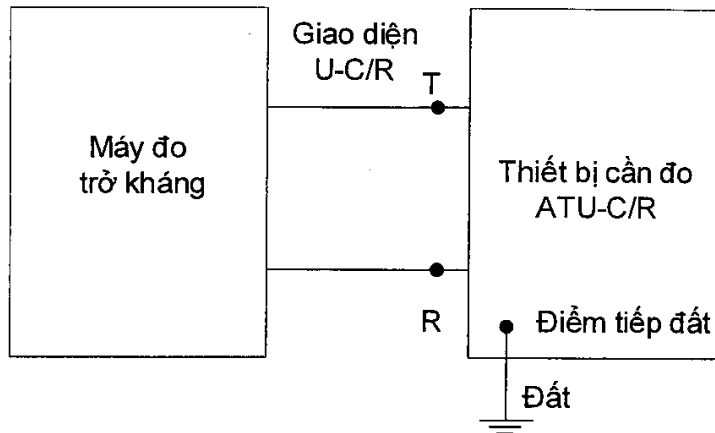 Giao diện
U-C/R
T
Máy đo
trở kháng
Thiết bị cần đo
ATU-C/R
R
Điểm tiếp đất
Đất